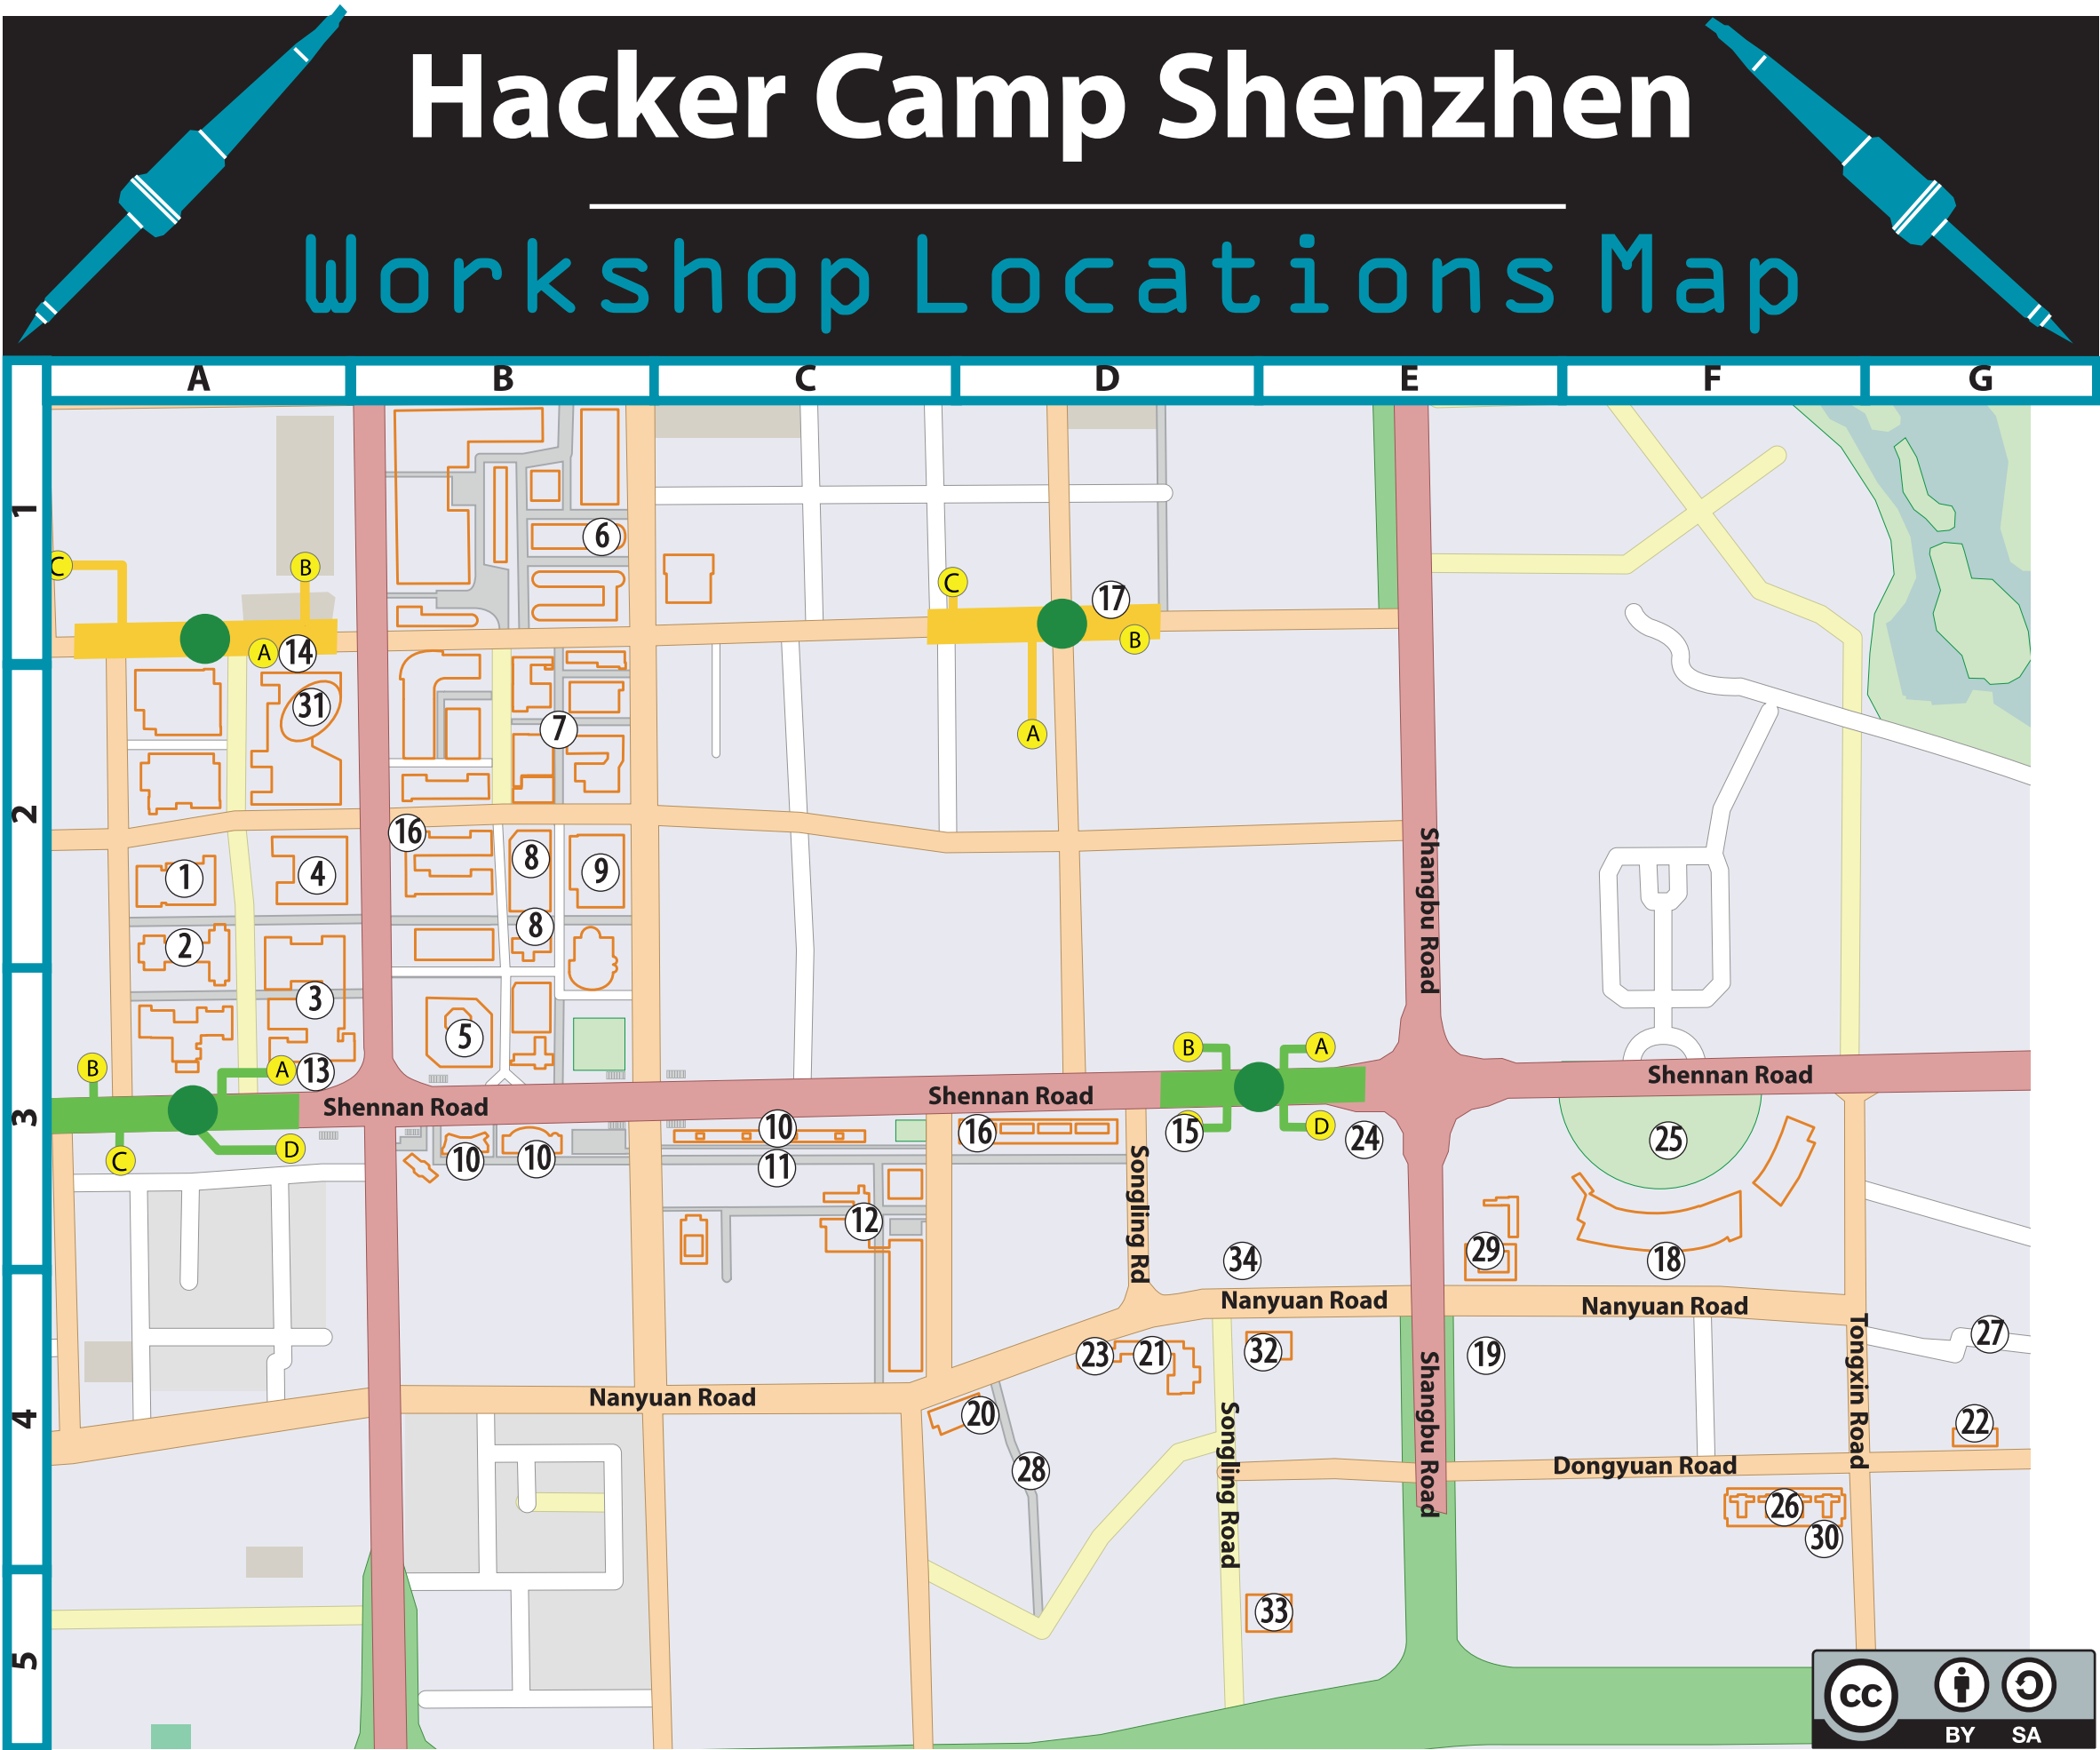 Hacker Camp Shenzhen
Workshop Locations Map
A B C D E F G
1
6
C
B
C
17
A 14
B
31
7
A
2
16
8
9
1
4
8
2
Shangbu Road
3
5
B
A
B
A 13
Shennan Road
3
Shennan Road
Shennan Road
10
16
15
D
24
25
C
D
10
10
11
Songling Rd
12
29
34
18
Nanyuan Road
Nanyuan Road
27
23
21
32
19
Tongxin Road
Shangbu Road
4
Nanyuan Road
20
22
Songling Road
28
Dongyuan Road
26
30
33
5
CC
BY SA